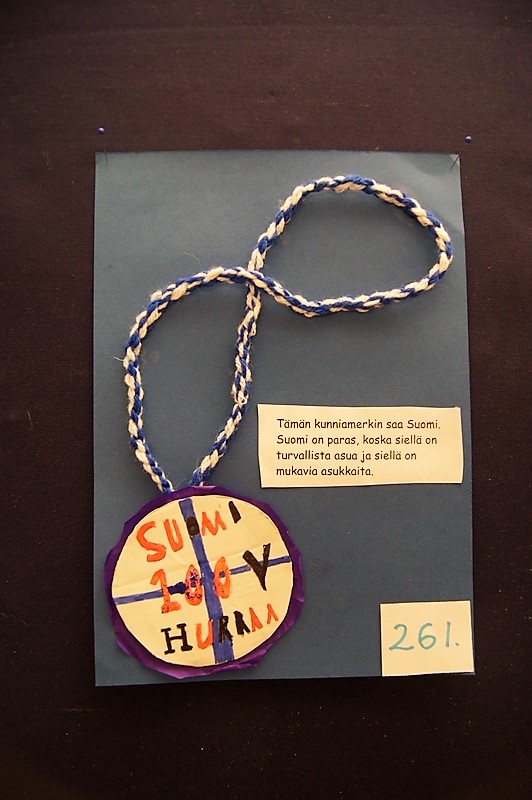 Tämän kunniamerkin saa Suomi.
Suomi on paras, koska siellä on
turvallista asua ja siellä on
mukavia asukkaita.
SUOMI
100 V
HURRAA
261.